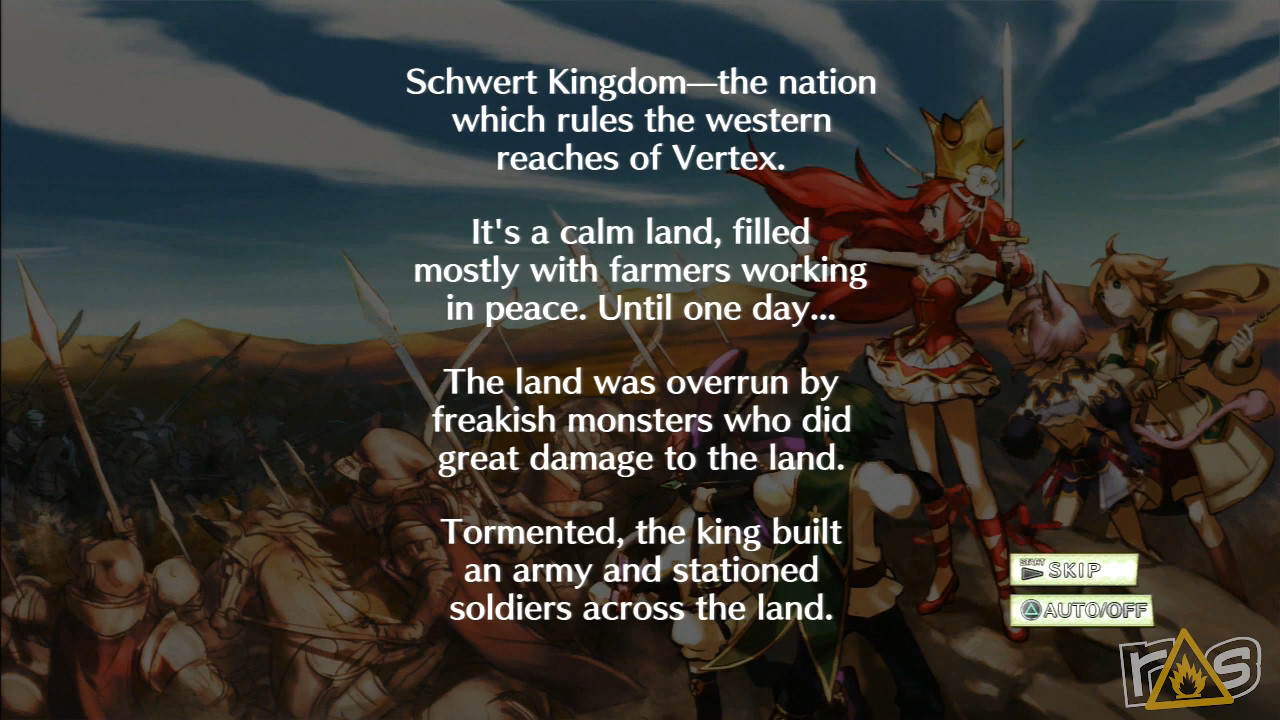 Schwert Kingdom—the nation
which rules the western
reaches of Vertex.
It's a calm land, filled
mostly with farmers working
in peace. Until one day...
The land was overrun by
freakish monsters who did
great damage to the land.
Tormented, the king built
an army and stationed
soldiers across the land.
START SKIP
AUTO/OFF
r s